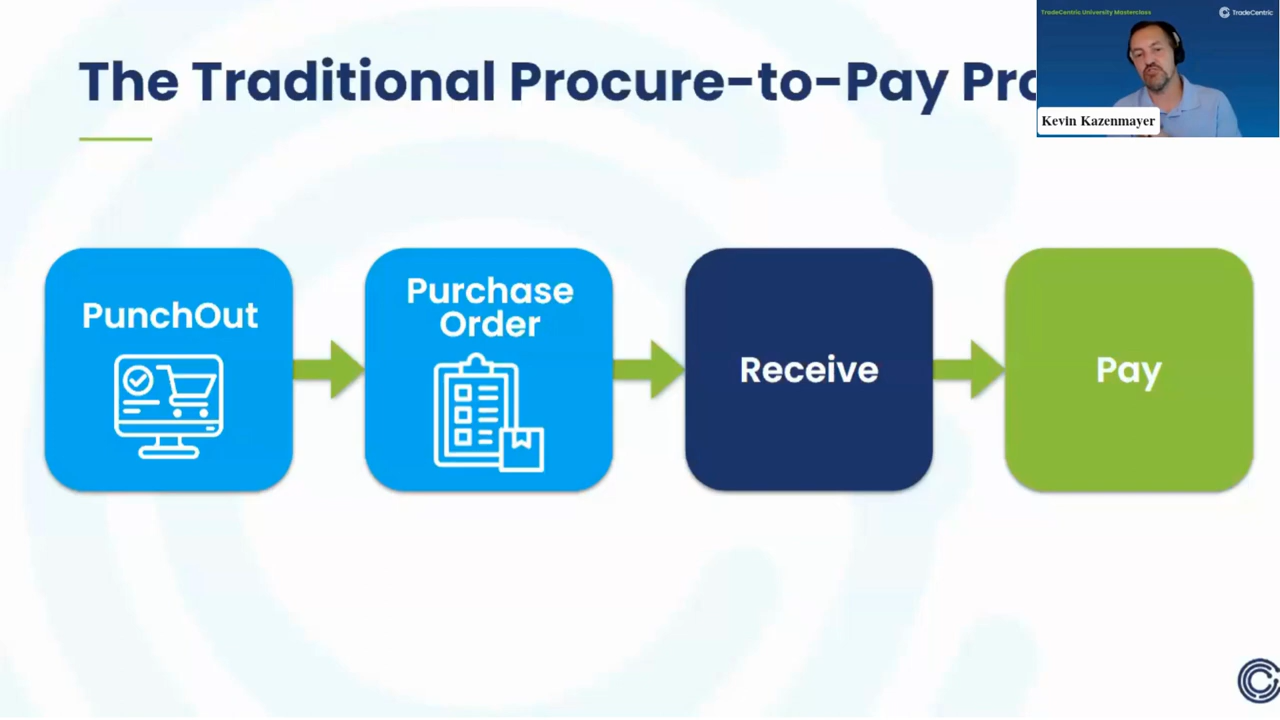 TradeCentric University Masterclass
TradeCentric
The Traditional Procure-to-Pay Pro
Kevin Kazenmayer
PunchOut
Purchase
Order
Receive
Pay